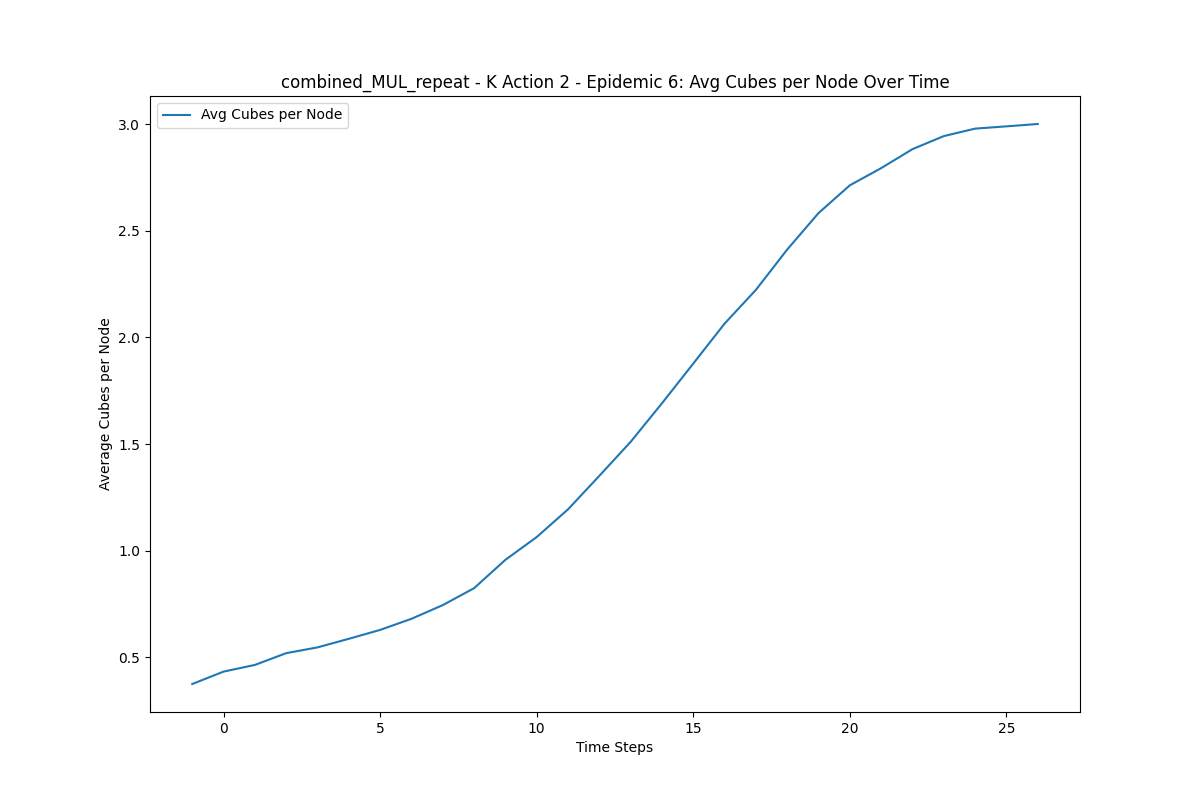 combined_MUL_repeat - K Action 2 - Epidemic 6: Avg Cubes per Node Over Time
Avg Cubes per Node
3.0
2.5
2.0
1.5
1.0
0.5
Average Cubes per Node
0 5 10 15 20 25
Time Steps